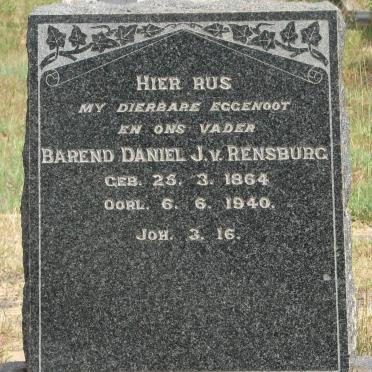 HIER RUS
MY DIERBARE EGGENOOT
EN ONS VADER
BAREND DANIEL J. V. RENSBURG
GEB. 25. 3. 1864
OORL. 6. 6. 1940.
JOH. 3. 16.